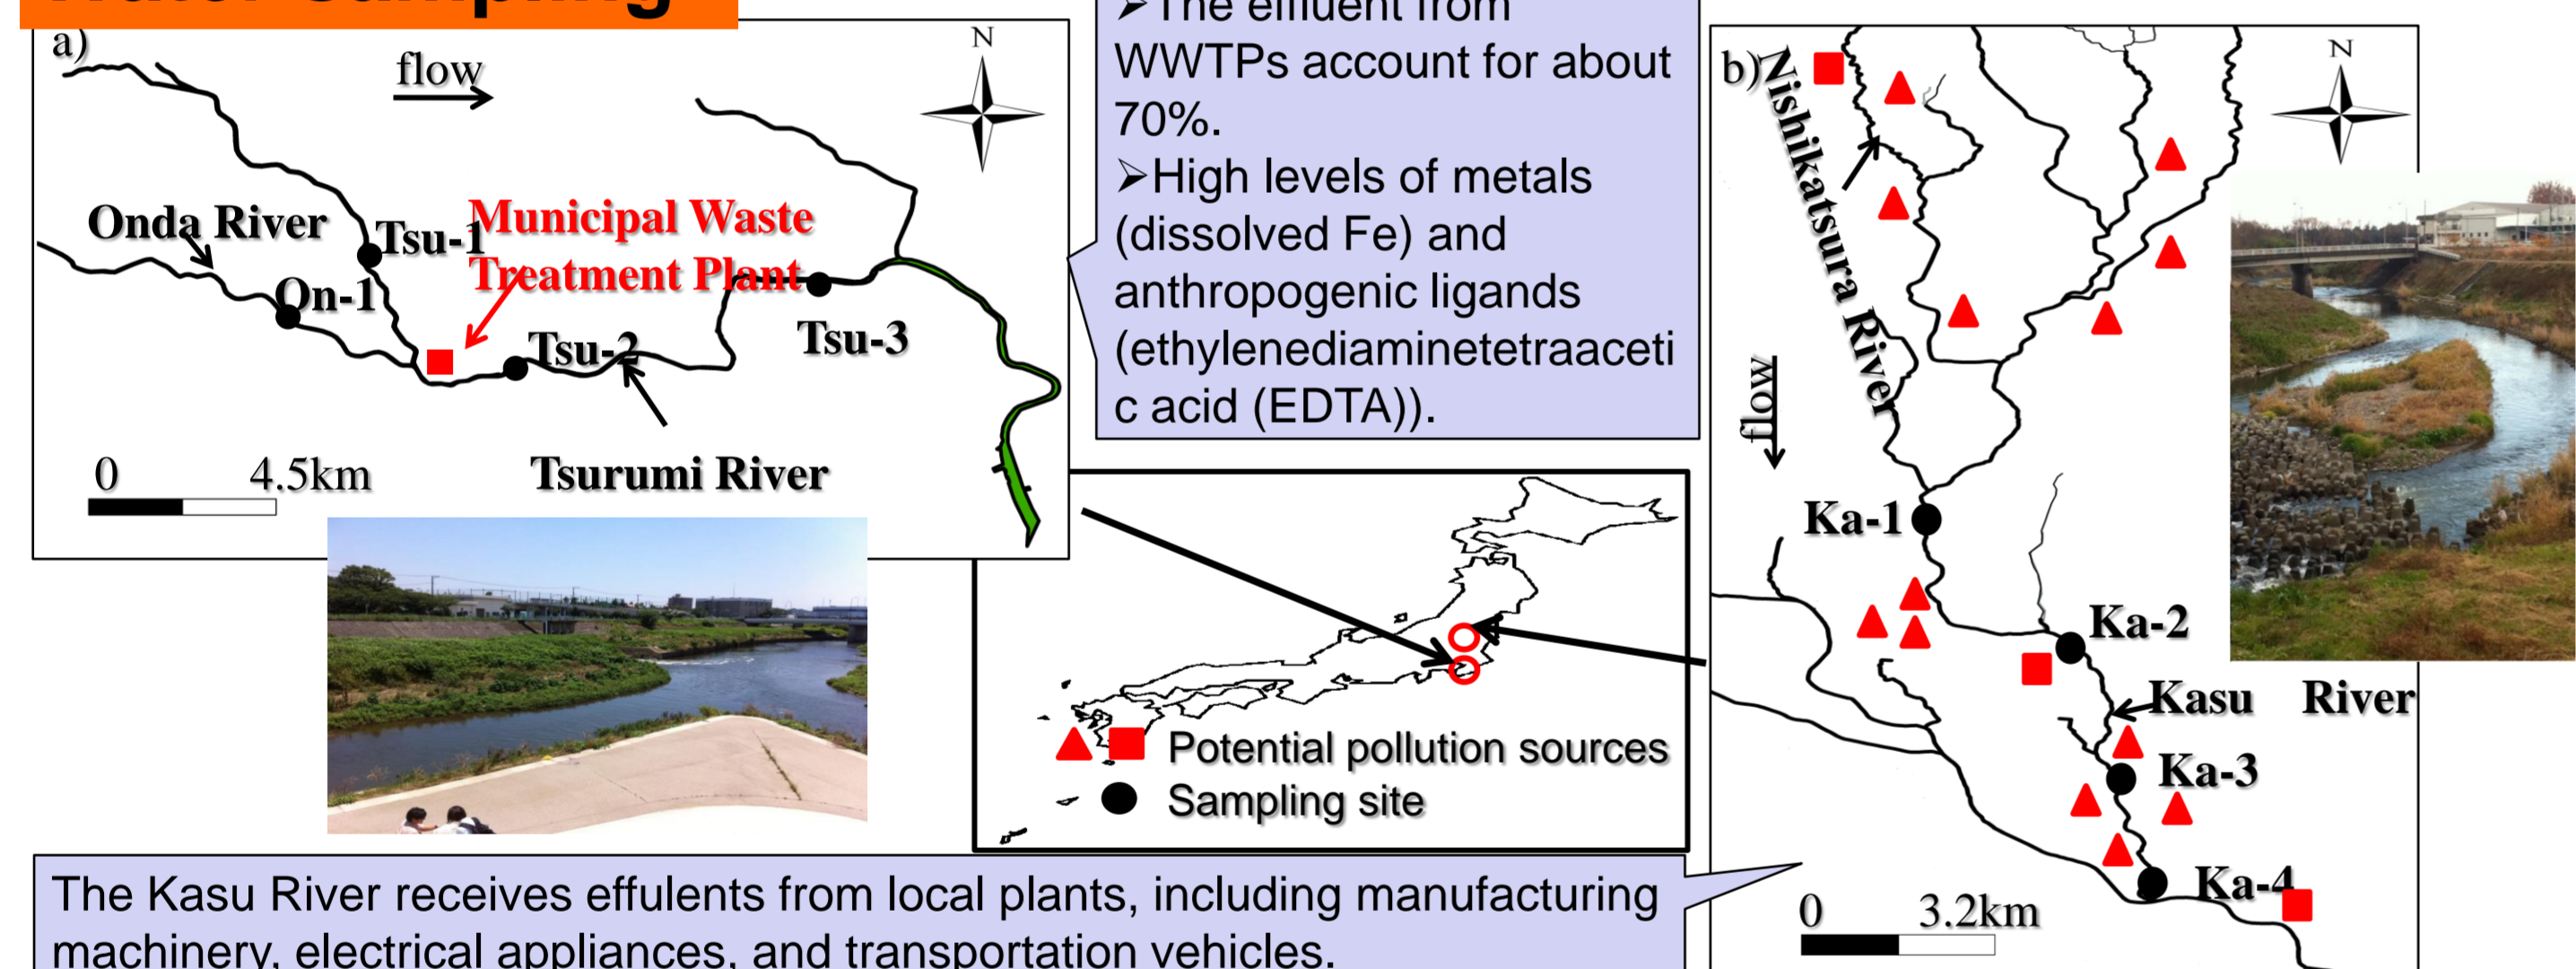 Water Sampling
a)
flow
N
Onda River
Tsu-1
Municipal Waste
Treatment Plant
On-1
Tsu-2
Tsu-3
0 4.5km
Tsurumi River
➢The effluent from
WWTPs account for about
70%.
➢High levels of metals
(dissolved Fe) and
anthropogenic ligands
(ethylenediaminetetraaceti
c acid (EDTA)).
Potential pollution sources
Sampling site
b)
Nishikatsura River
N
flow
Ka-1
Ka-2
Kasu River
Ka-3
Ka-4
0 3.2km
The Kasu River receives effulents from local plants, including manufacturing
machinery, electrical appliances, and transportation vehicles.